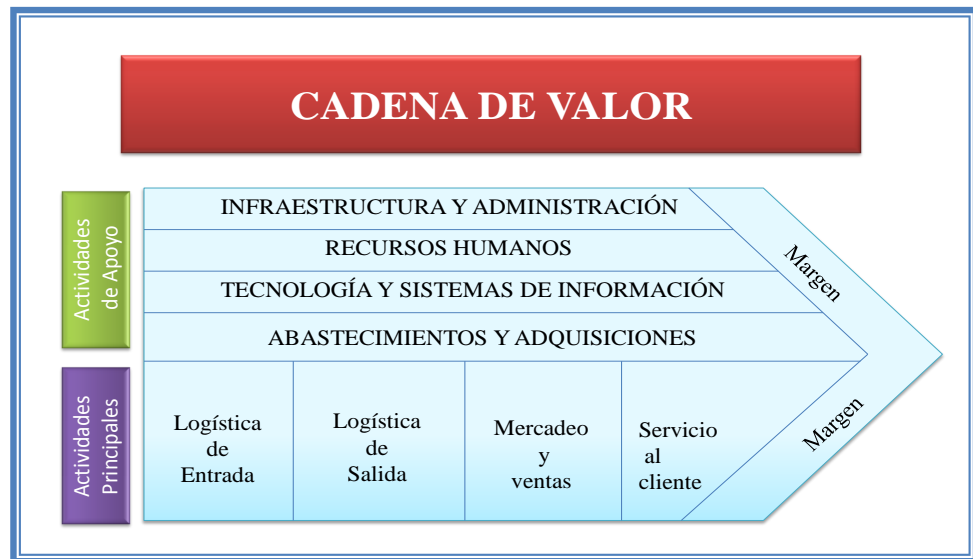 CADENA DE VALOR
Actividades
de Apoyo
INFRAESTRUCTURA Y ADMINISTRACIÓN
RECURSOS HUMANOS
TECNOLOGÍA Y SISTEMAS DE INFORMACIÓN
ABASTECIMIENTOS Y ADQUISICIONES
Margen
Actividades
Principales
Logística
de
Entrada
Logística
de
Salida
Mercadeo
y
ventas
Servicio
al
cliente
Margen